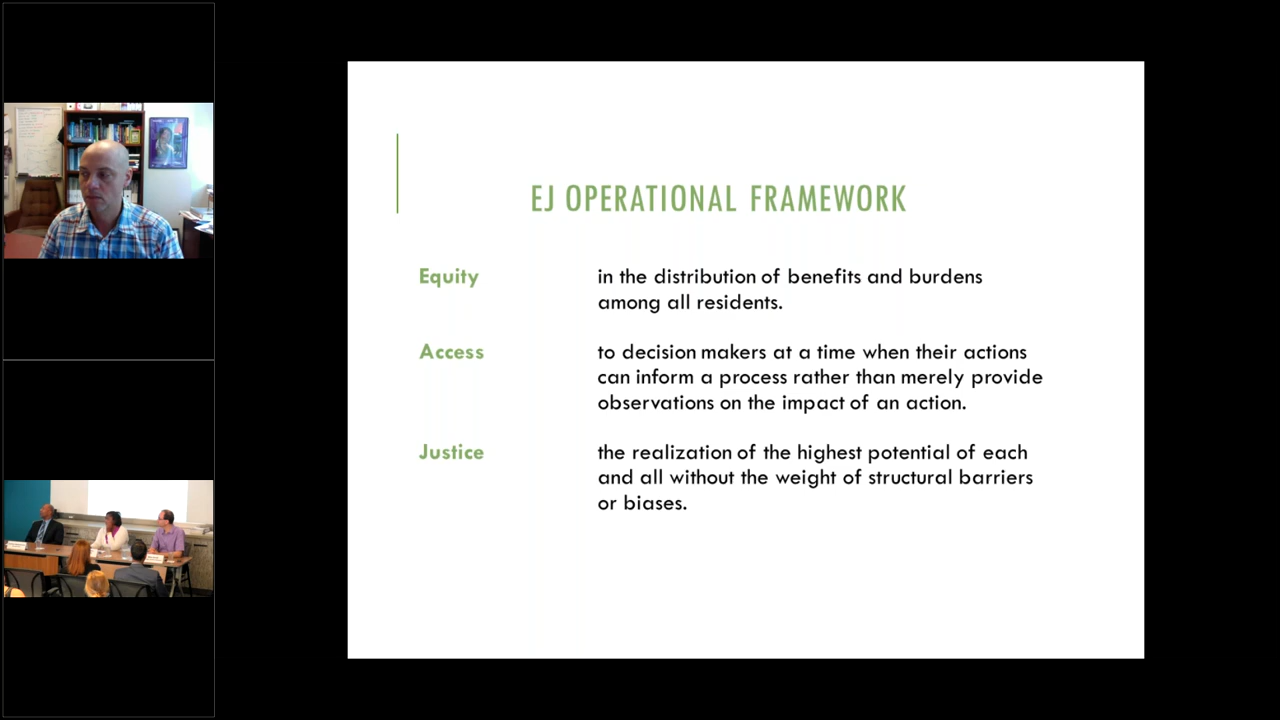 EJ OPERATIONAL FRAMEWORK
Equity
in the distribution of benefits and burdens
among all residents.
Access
to decision makers at a time when their actions
can inform a process rather than merely provide
observations on the impact of an action.
Justice
the realization of the highest potential of each
and all without the weight of structural barriers
or biases.